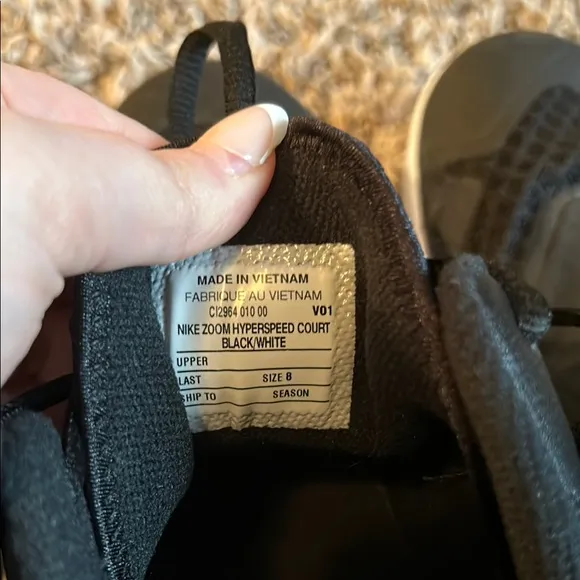 MADE IN VIETNAM
FABRIQUE AU VIETNAM
CI2964 010 00 V01
NIKE ZOOM HYPERSPEED COURT
BLACK/WHITE
UPPER
LAST SIZE 8
SHIP TO SEASON